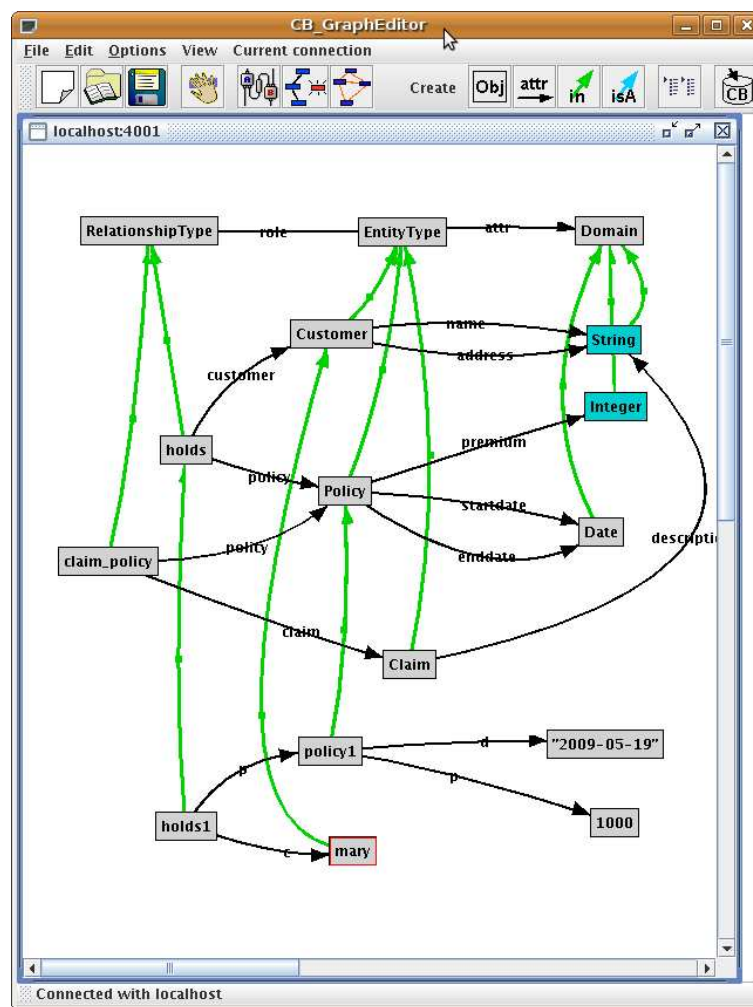 CB_GraphEditor
File Edit Options View Current connection
Create Obj attr in isA CB
localhost:4001
RelationshipType role EntityType attr Domain
Customer name String
address
customer
Integer
holds premium
policy Policy
startdate
Date
claim_policy policy enddate
descriptio
claim
Claim
policy1 d "2009-05-19"
p p
holds1 1000
c mary
Connected with localhost